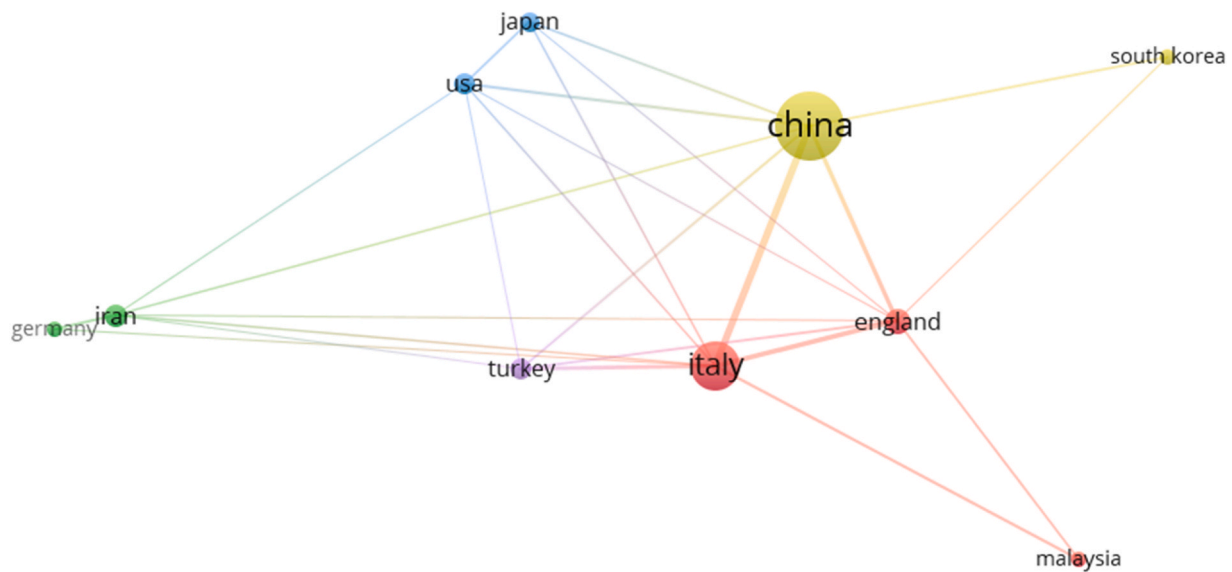 japan
south korea
usa
china
iran
germany
england
turkey
italy
malaysia